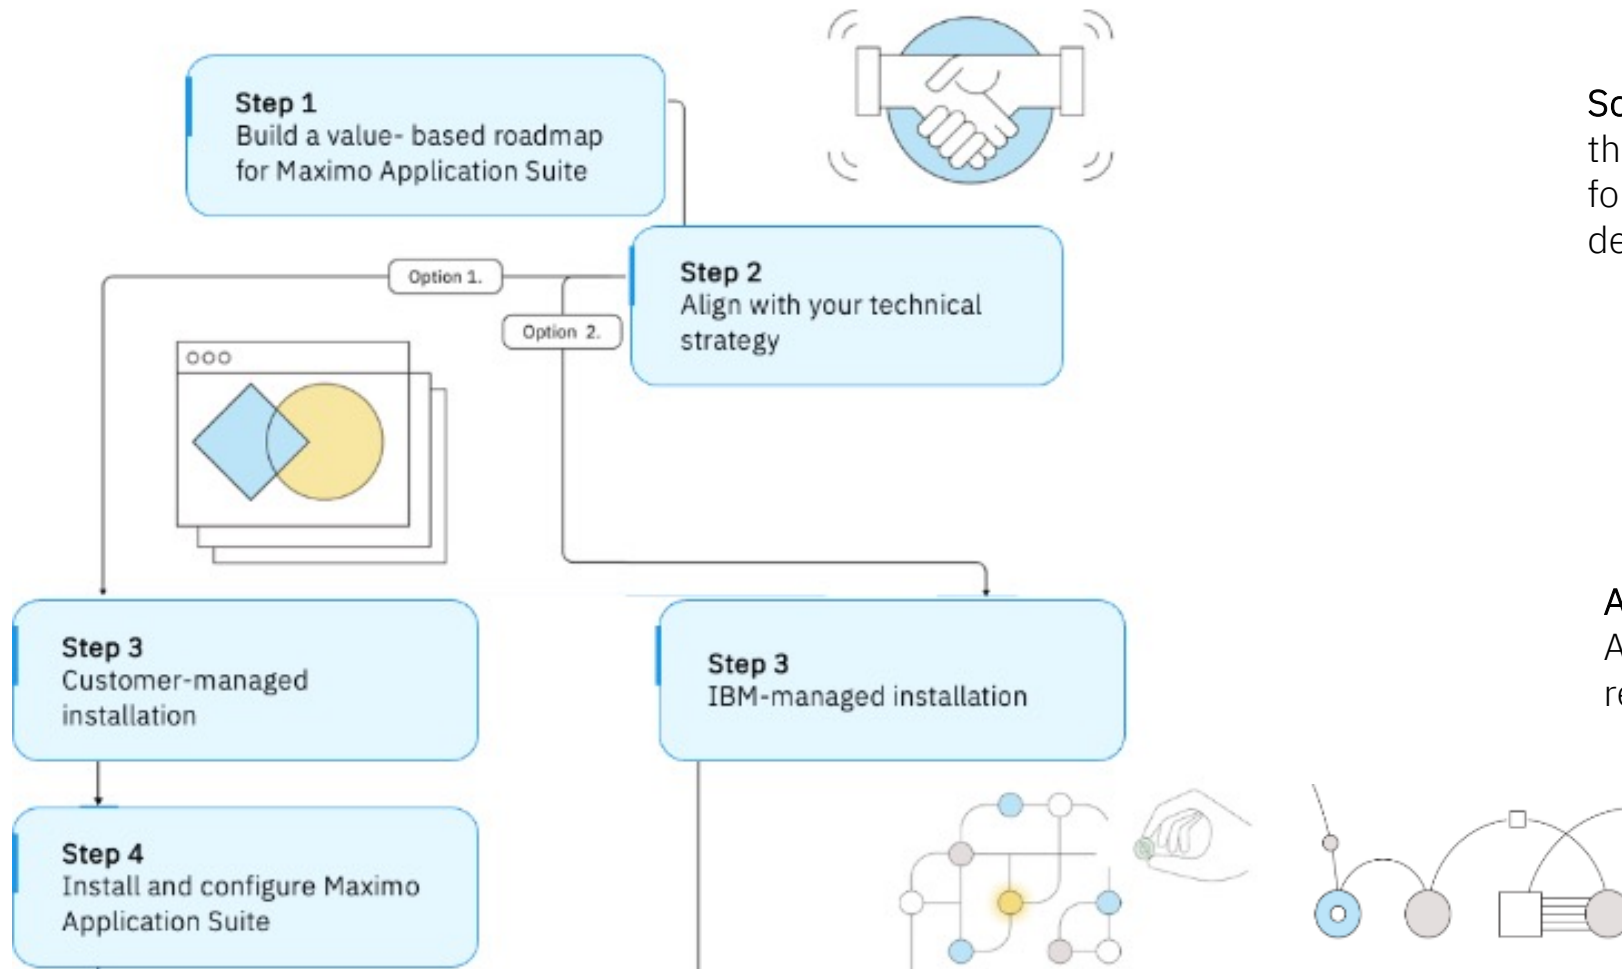 Step 1
Build a value- based roadmap
for Maximo Application Suite
Step 2
Align with your technical
strategy
Option 1.
Option 2.
Step 3
Customer-managed
installation
Step 3
IBM-managed installation
Step 4
Install and configure Maximo
Application Suite